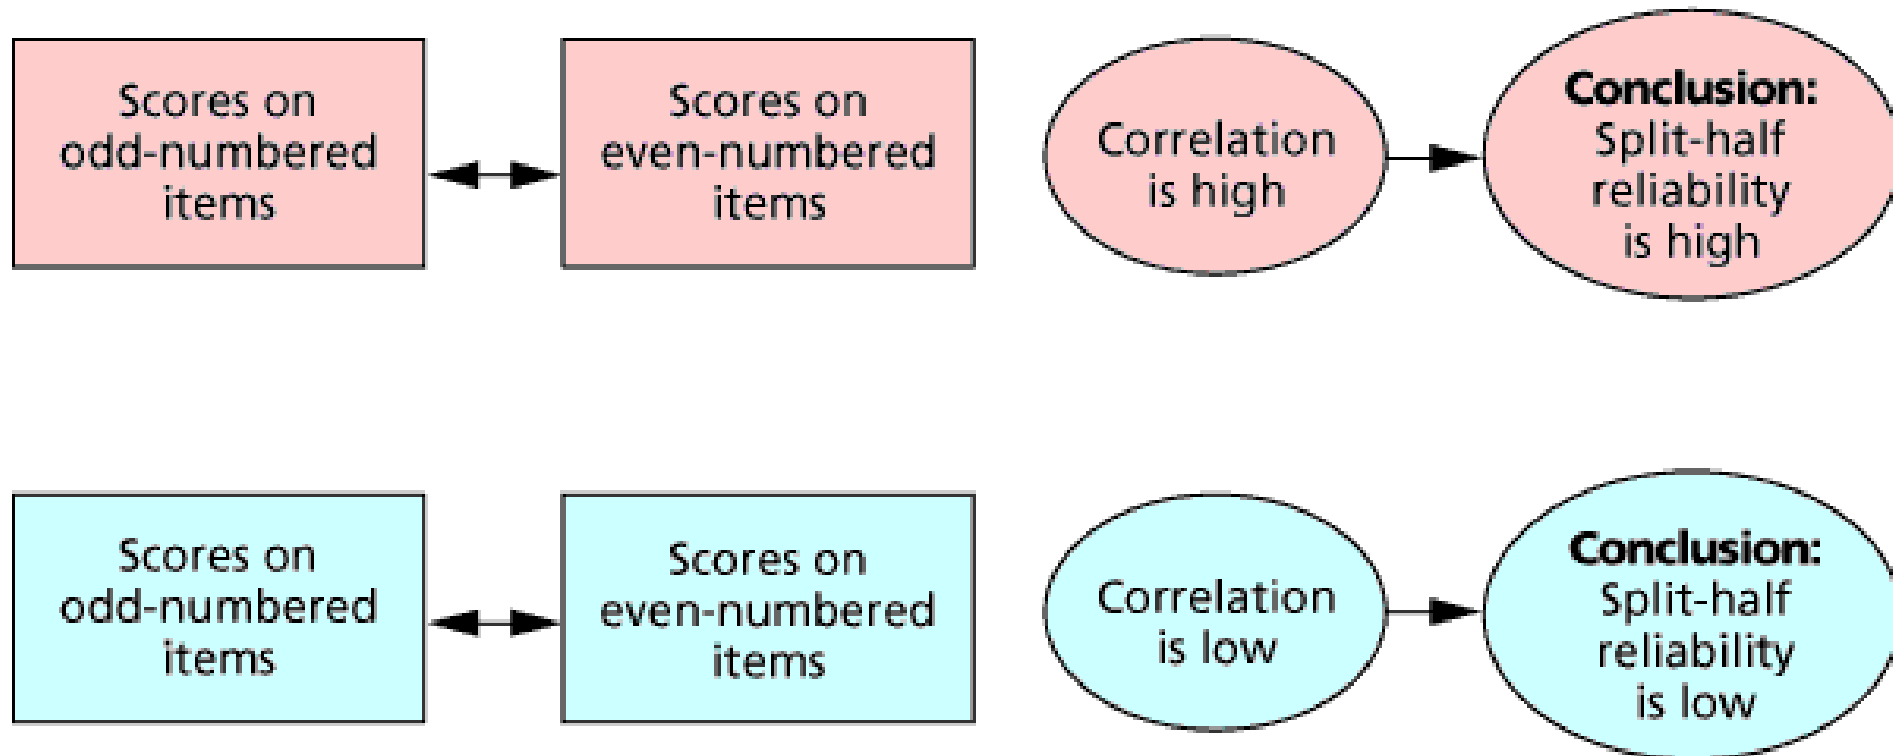 Scores on
odd-numbered
items
Scores on
even-numbered
items
Correlation
is high
Conclusion:
Split-half
reliability
is high
Scores on
odd-numbered
items
Scores on
even-numbered
items
Correlation
is low
Conclusion:
Split-half
reliability
is low